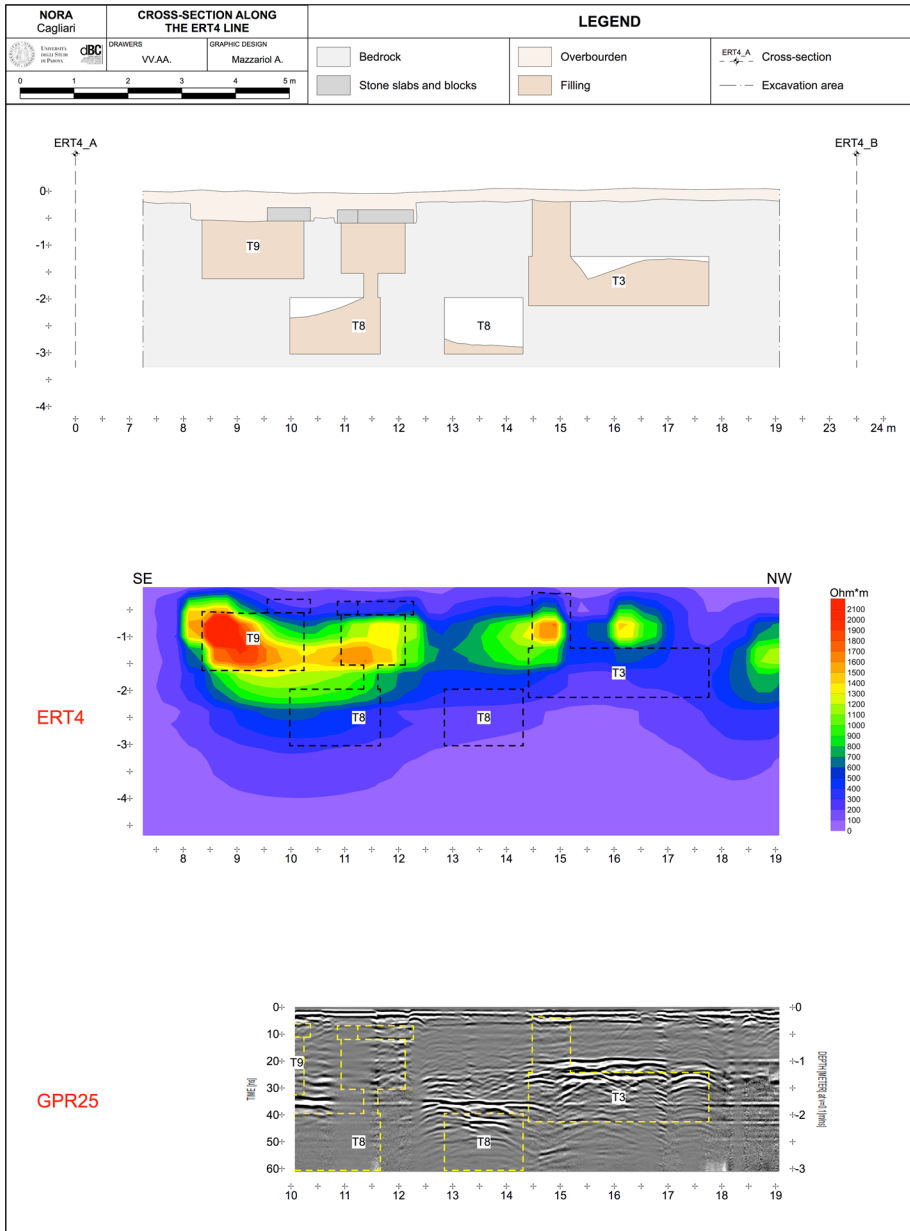 NORA
Cagliari
CROSS-SECTION ALONG
THE ERT4 LINE
UNIVERSITÀ
DEGLI STUDI
DI PADOVA
dBC
DRAWERS
VV.AA.
GRAPHIC DESIGN
Mazzariol A.
0 1 2 3 4 5 m
LEGEND
Bedrock
Stone slabs and blocks
Overbourden
Filling
ERT4_A
Cross-section
Excavation area
ERT4_A
ERT4_B
0
-1
-2
-3
-4
T9
T8
T8
T3
0 7 8 9 10 11 12 13 14 15 16 17 18 19 23 24 m
SE
NW
ERT4
-1
-2
-3
-4
T9
T8
T8
T3
8 9 10 11 12 13 14 15 16 17 18 19
Ohm*m
2100
2000
1900
1800
1700
1600
1500
1400
1300
1200
1100
1000
900
800
700
600
500
400
300
200
100
0
GPR25
TIME [ns]
0
10
20
30
40
50
60
T9
T8
T8
T3
0
-1
-2
-3
10 11 12 13 14 15 16 17 18 19